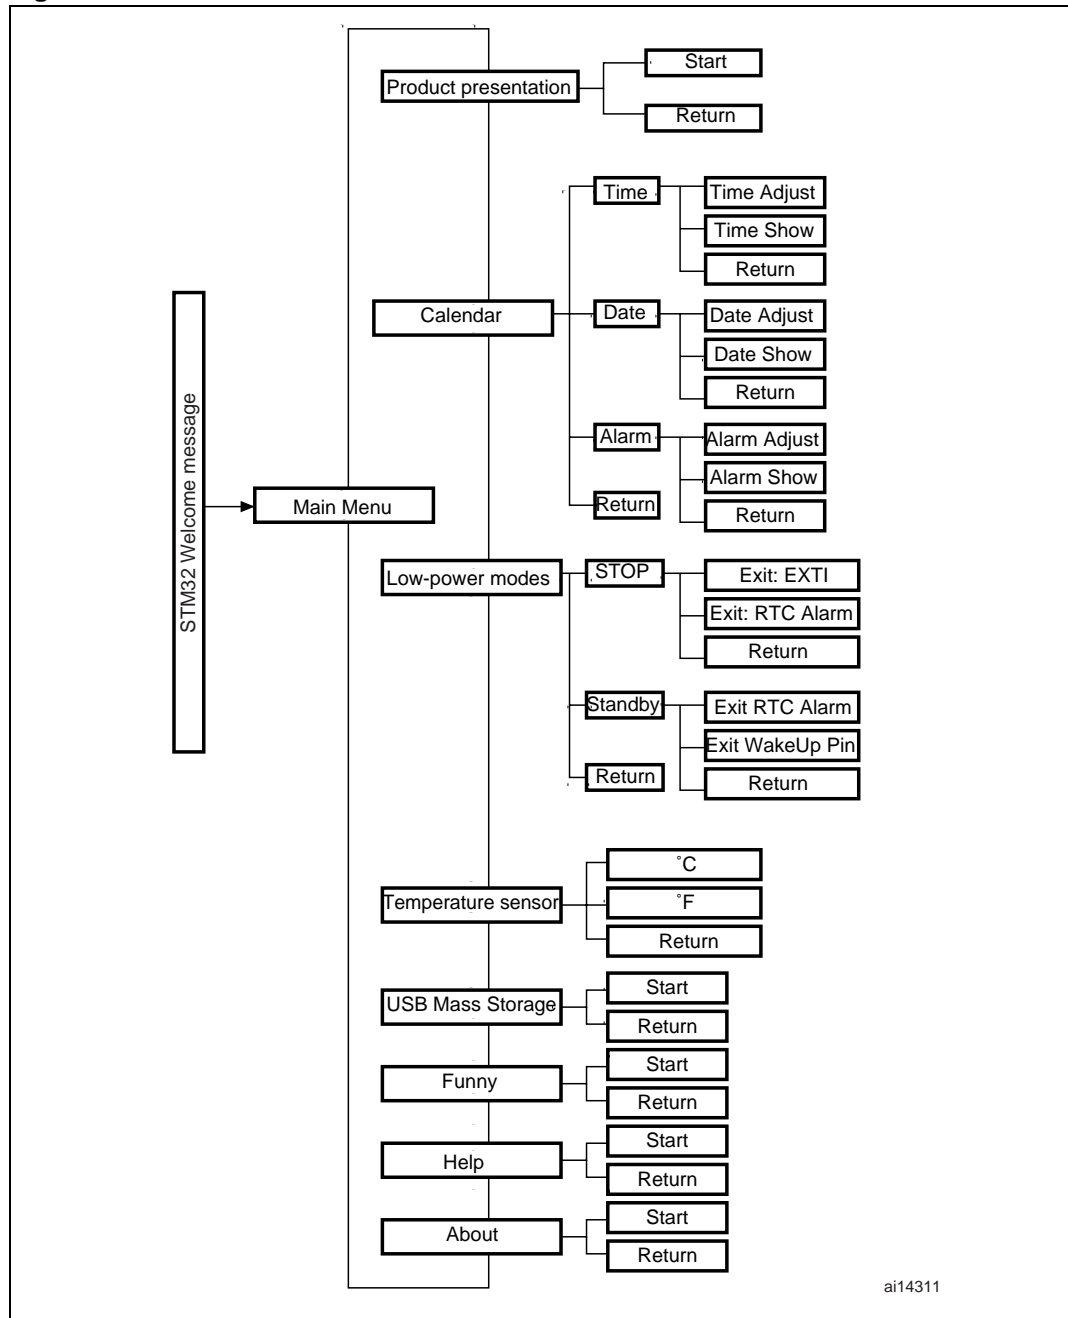 STM32 Welcome message
Main Menu
Product presentation
Start
Return
Calendar
Time
Time Adjust
Time Show
Return
Date
Date Adjust
Date Show
Return
Alarm
Alarm Adjust
Alarm Show
Return
Return
Low-power modes
STOP
Exit: EXTI
Exit: RTC Alarm
Return
Standby
Exit RTC Alarm
Exit WakeUp Pin
Return
Return
Temperature sensor
˚C
˚F
Return
USB Mass Storage
Start
Return
Funny
Start
Return
Help
Start
Return
About
Start
Return
ai14311